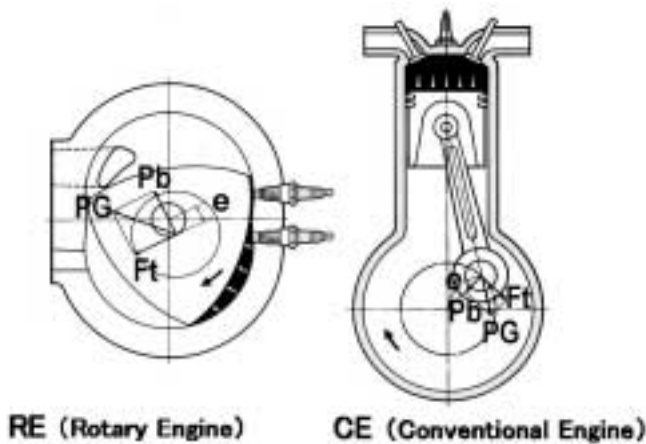 Pb
PG
e
Ft
e
Ft
Pb
PG
RE (Rotary Engine)
CE (Conventional Engine)